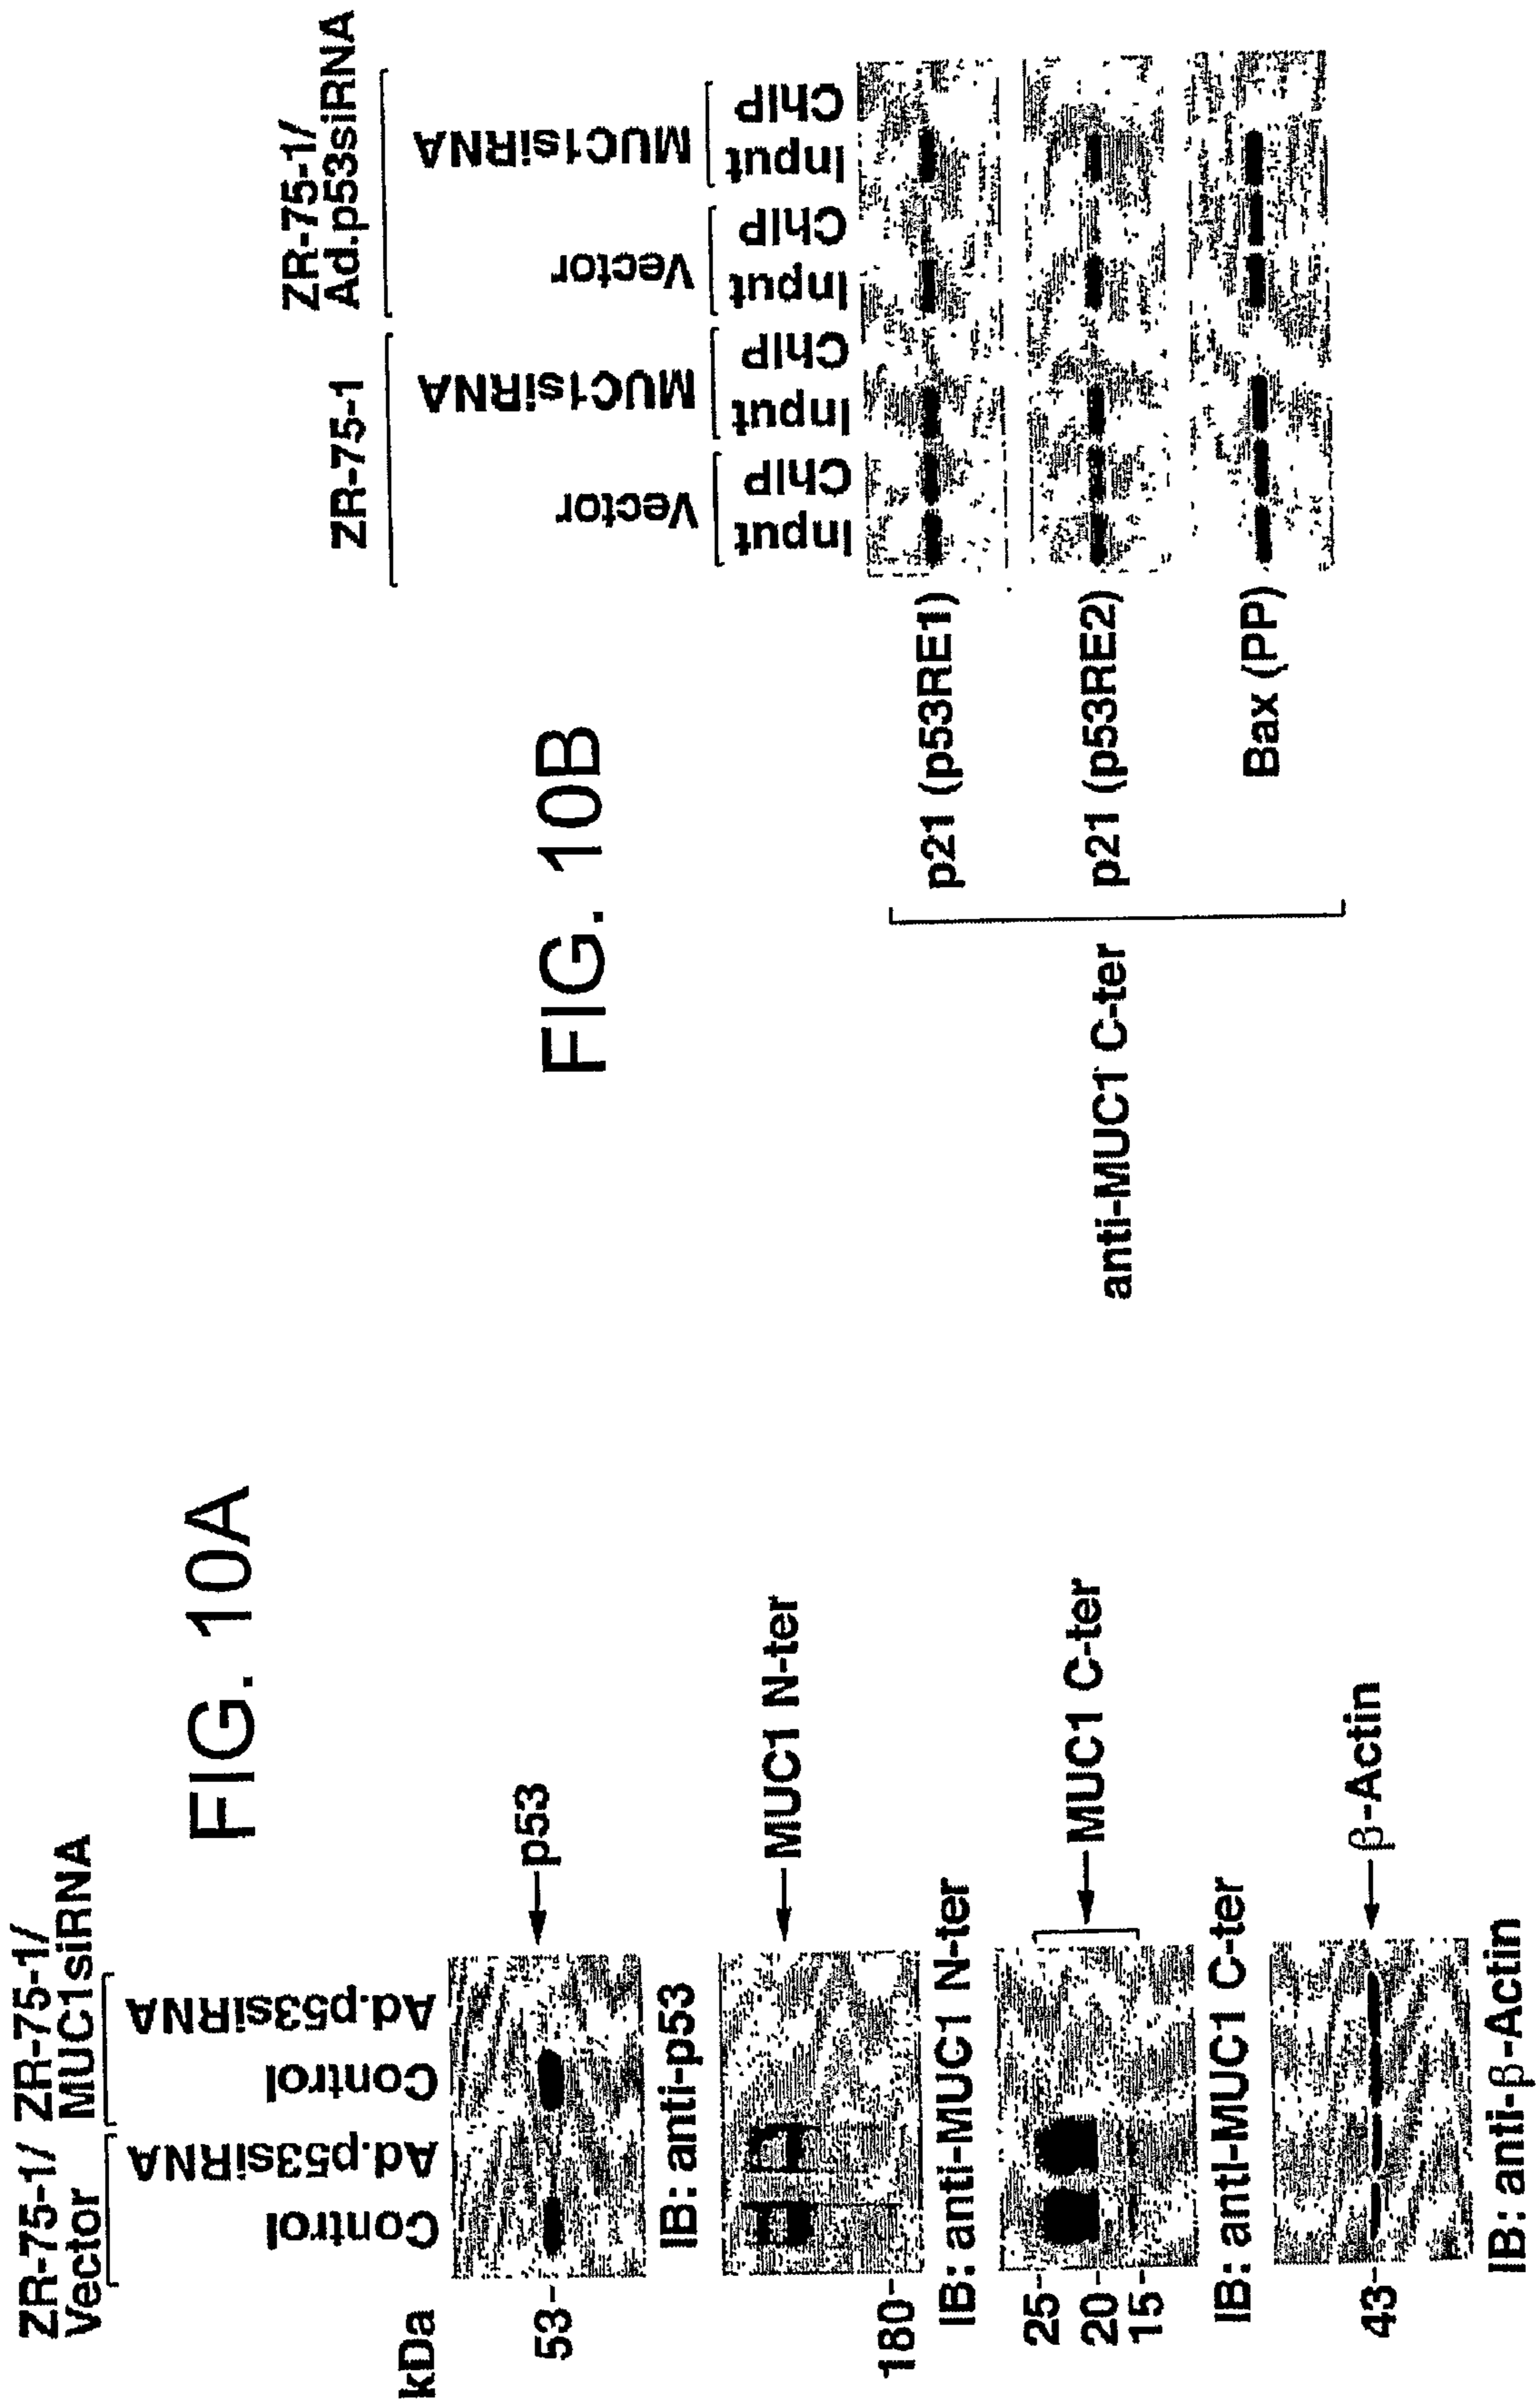 FIG. 10A
ZR-75-1/
Vector
ZR-75-1/
MUC1siRNA
kDa
Control
Ad.p53siRNA
Control
Ad.p53siRNA
53-
p53
IB: anti-p53
180-
MUC1 N-ter
IB: anti-MUC1 N-ter
25-
20-
15-
MUC1 C-ter
IB: anti-MUC1 C-ter
43-
β-Actin
IB: anti-β-Actin
FIG. 10B
ZR-75-1
ZR-75-1/
Ad.p53siRNA
Vector
MUC1siRNA
Vector
MUC1siRNA
Input
ChIP
Input
ChIP
Input
ChIP
Input
ChIP
anti-MUC1 C-ter
p21 (p53RE1)
p21 (p53RE2)
Bax (PP)